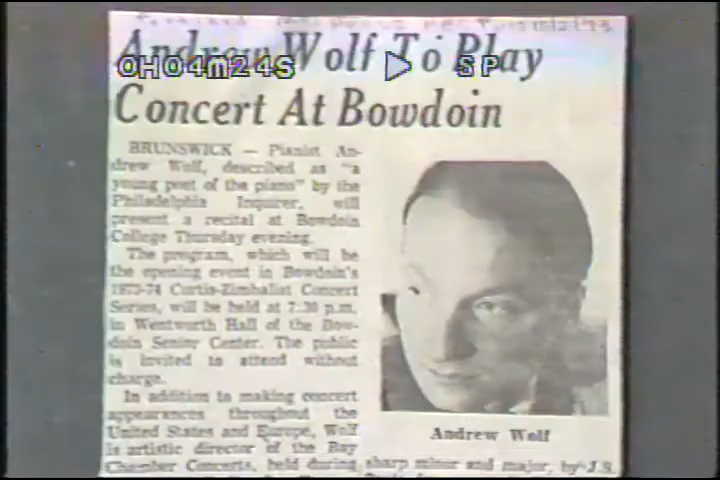 Andrew Wolf To Play
0H04m24S ▷ SP
Concert At Bowdoin
BRUNSWICK — Pianist An-
drew Wolf, described as "a
young poet of the piano" by the
Philadelphia Inquirer, will
present a recital at Bowdoin
College Thursday evening.
The program, which will be
the opening event in Bowdoin's
1973-74 Curtis-Zimbalist Concert
Series, will be held at 7:30 p.m.
in Wentworth Hall of the Bow-
doin Senior Center. The public
is invited to attend without
charge.
In addition to making concert
appearances throughout the
United States and Europe, Wolf
is artistic director of the Bay
Chamber Concerts, held during
Andrew Wolf
sharp minor and major, by J.S.